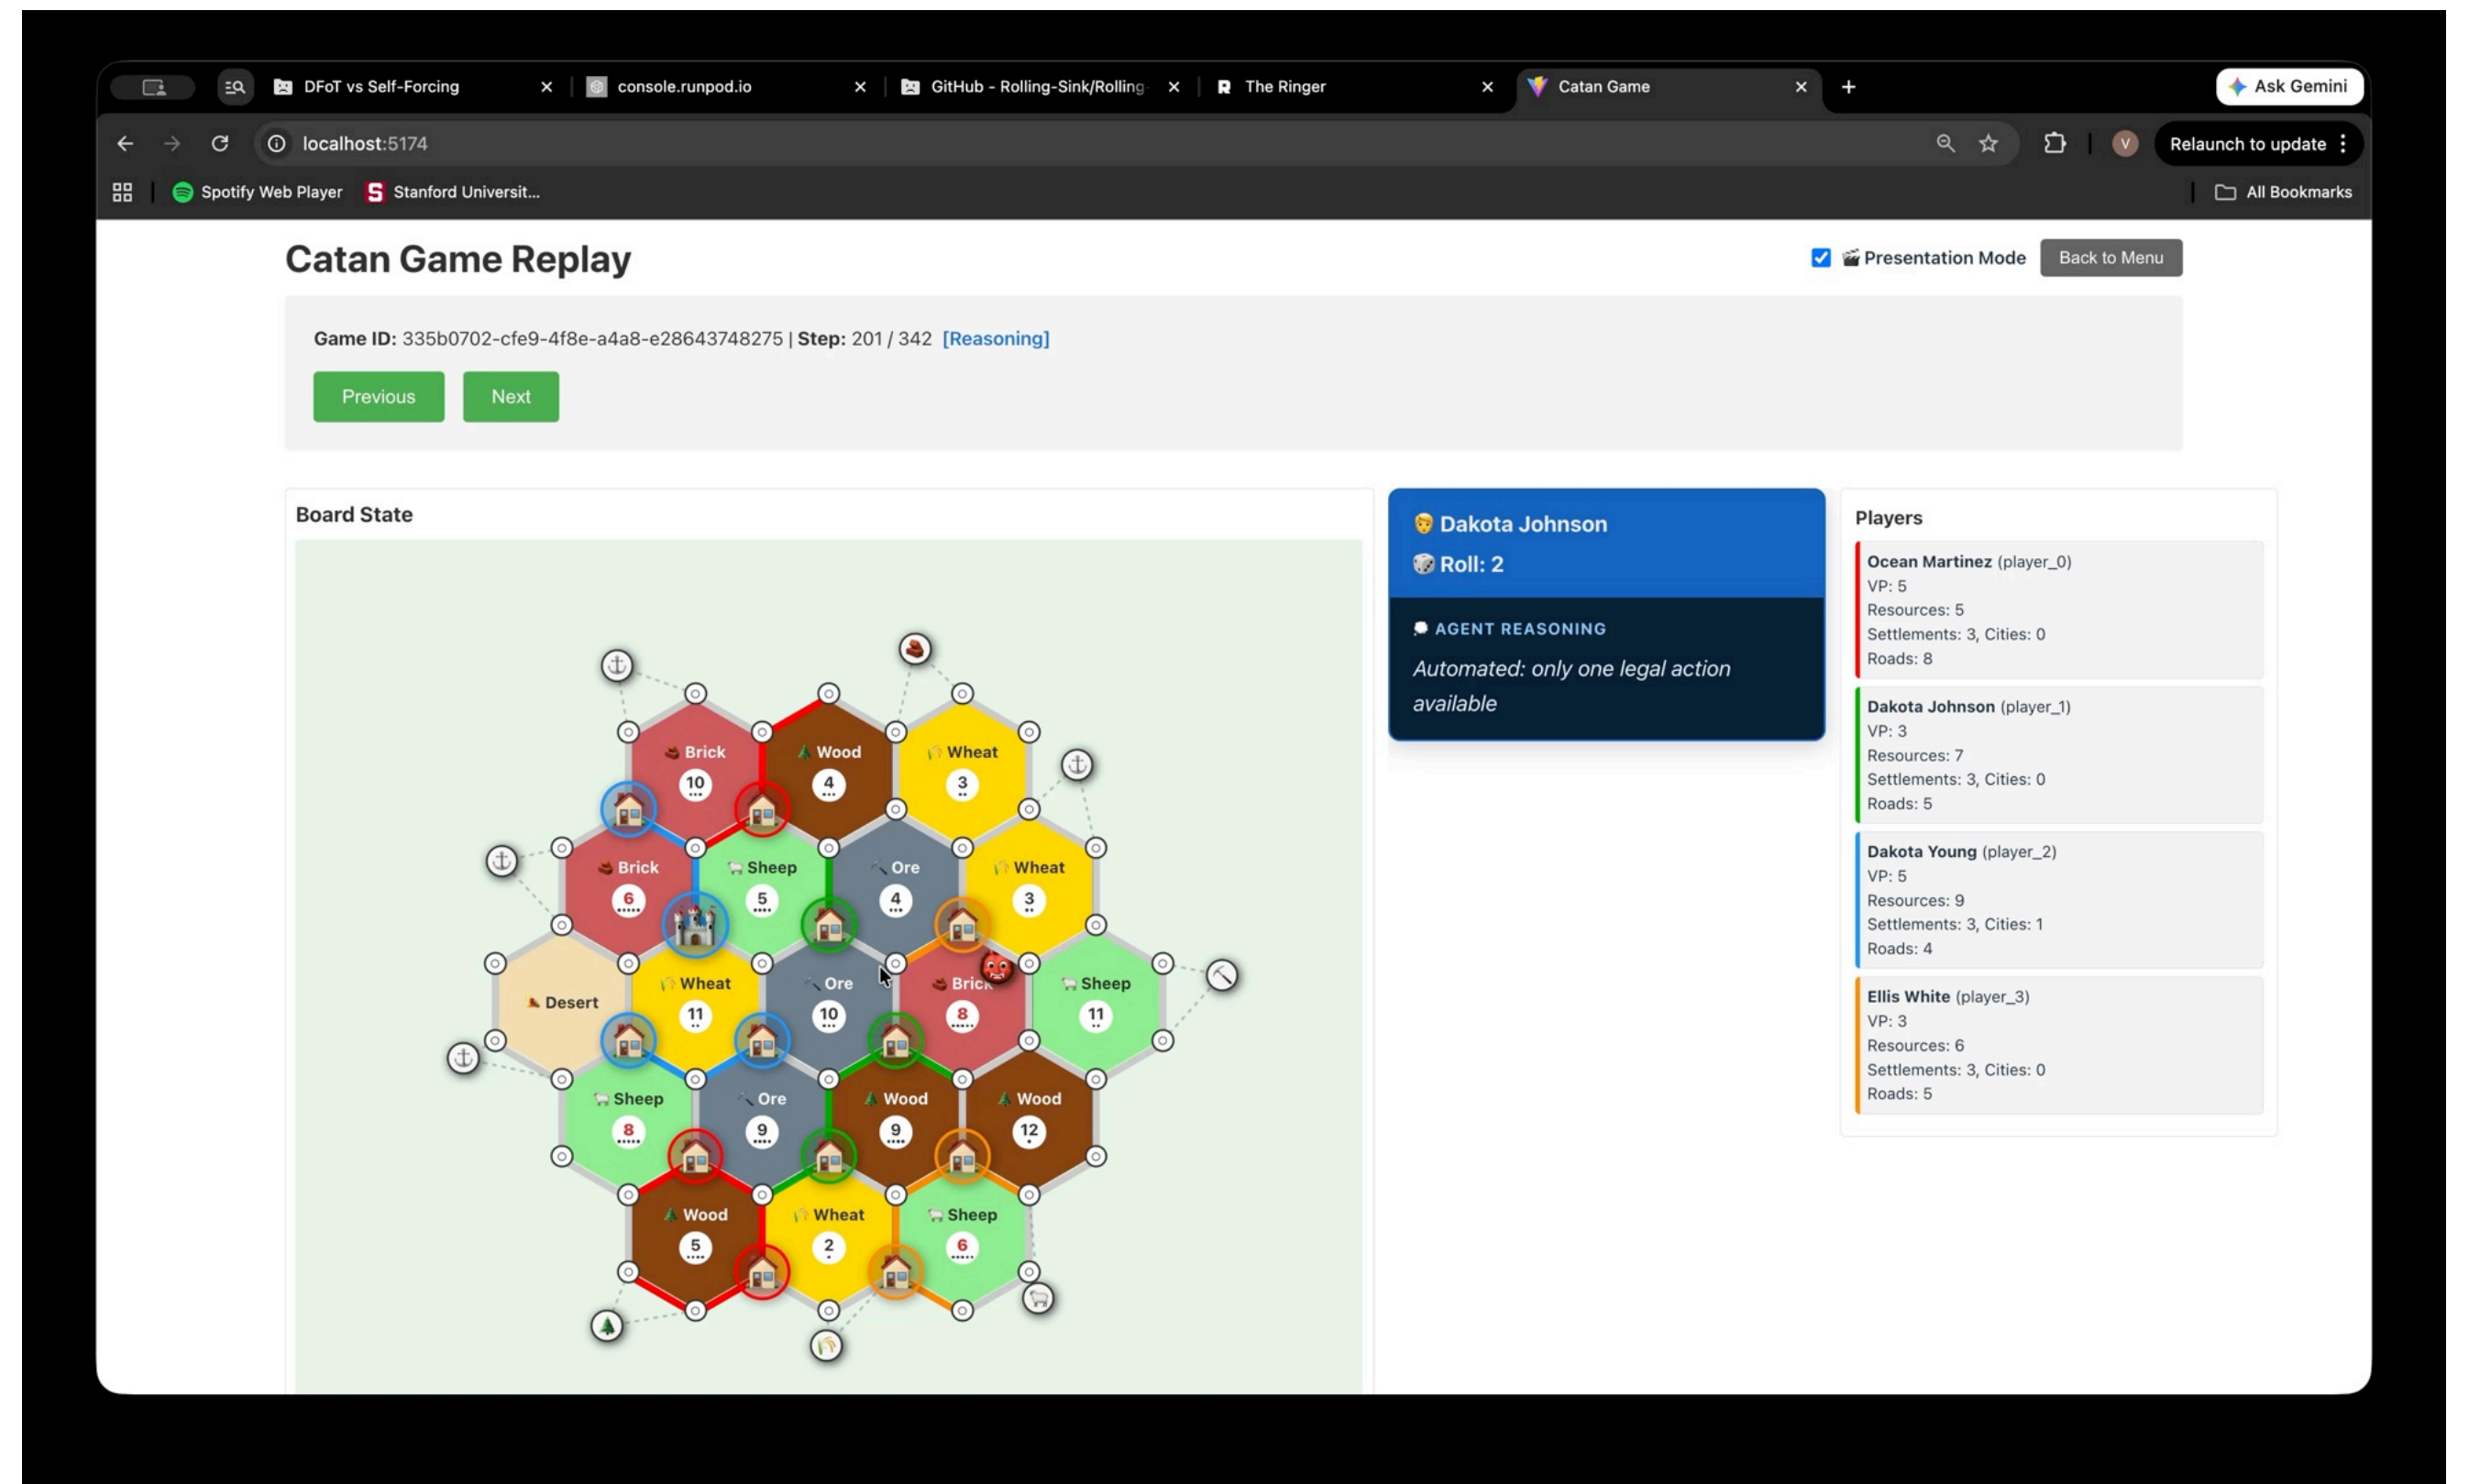 DFoT vs Self-Forcing
console.runpod.io
GitHub - Rolling-Sink/Rolling-
The Ringer
Catan Game
Ask Gemini
localhost:5174
V
Relaunch to update
Spotify Web Player
S Stanford Universit...
All Bookmarks
Catan Game Replay
Presentation Mode
Back to Menu
Game ID: 335b0702-cfe9-4f8e-a4a8-e28643748275 | Step: 201 / 342 [Reasoning]
Previous
Next
Board State
Brick
10
Wood
4
Wheat
3
Brick
6
Sheep
5
Ore
4
Wheat
3
Desert
Wheat
11
Ore
10
Brick
8
Sheep
11
Sheep
8
Ore
9
Wood
9
Wood
12
Wood
5
Wheat
2
Sheep
6
Dakota Johnson
Roll: 2
AGENT REASONING
Automated: only one legal action
available
Players
Ocean Martinez (player_0)
VP: 5
Resources: 5
Settlements: 3, Cities: 0
Roads: 8
Dakota Johnson (player_1)
VP: 3
Resources: 7
Settlements: 3, Cities: 0
Roads: 5
Dakota Young (player_2)
VP: 5
Resources: 9
Settlements: 3, Cities: 1
Roads: 4
Ellis White (player_3)
VP: 3
Resources: 6
Settlements: 3, Cities: 0
Roads: 5